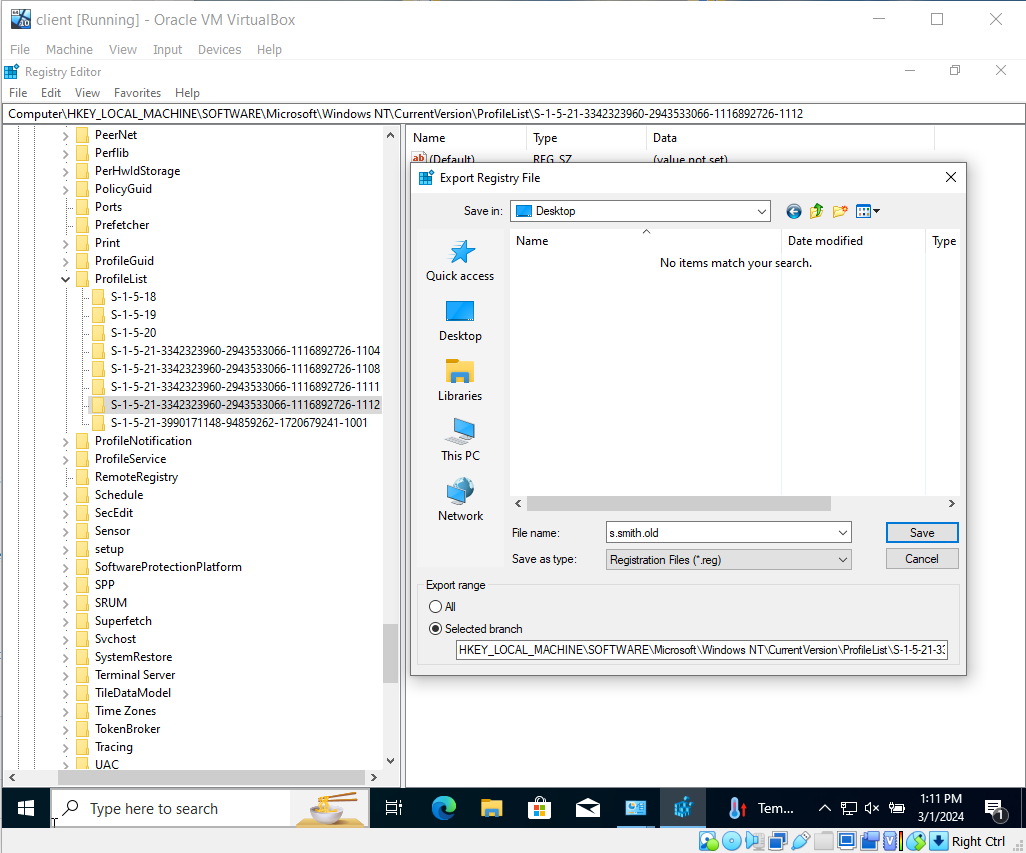 client [Running] - Oracle VM VirtualBox
File Machine View Input Devices Help
Registry Editor
File Edit View Favorites Help
Computer\HKEY_LOCAL_MACHINE\SOFTWARE\Microsoft\Windows NT\CurrentVersion\ProfileList\S-1-5-21-3342323960-2943533066-1116892726-1112
PeerNet
Perflib
PerHwIdStorage
PolicyGuid
Ports
Prefetcher
Print
ProfileGuid
ProfileList
S-1-5-18
S-1-5-19
S-1-5-20
S-1-5-21-3342323960-2943533066-1116892726-1104
S-1-5-21-3342323960-2943533066-1116892726-1108
S-1-5-21-3342323960-2943533066-1116892726-1111
S-1-5-21-3342323960-2943533066-1116892726-1112
S-1-5-21-3990171148-94859262-1720679241-1001
ProfileNotification
ProfileService
RemoteRegistry
Schedule
SecEdit
Sensor
setup
SoftwareProtectionPlatform
SPP
SRUM
Superfetch
Svchost
SystemRestore
Terminal Server
TileDataModel
Time Zones
TokenBroker
Tracing
UAC
Name Type Data
ab (Default) REG_SZ (value not set)
Export Registry File
Save in: Desktop
Quick access
Desktop
Libraries
This PC
Network
Name Date modified Type
No items match your search.
File name: s.smith.old Save
Save as type: Registration Files (*.reg) Cancel
Export range
All
Selected branch
HKEY_LOCAL_MACHINE\SOFTWARE\Microsoft\Windows NT\CurrentVersion\ProfileList\S-1-5-21-33
Type here to search
Tem...
1:11 PM
3/1/2024
1
Right Ctrl